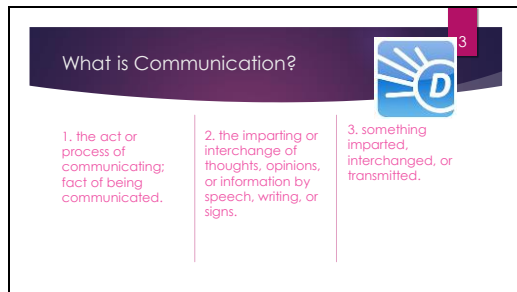 3
What is Communication?
D
1. the act or
process of
communicating;
fact of being
communicated.
2. the imparting or
interchange of
thoughts, opinions,
or information by
speech, writing, or
signs.
3. something
imparted,
interchanged, or
transmitted.